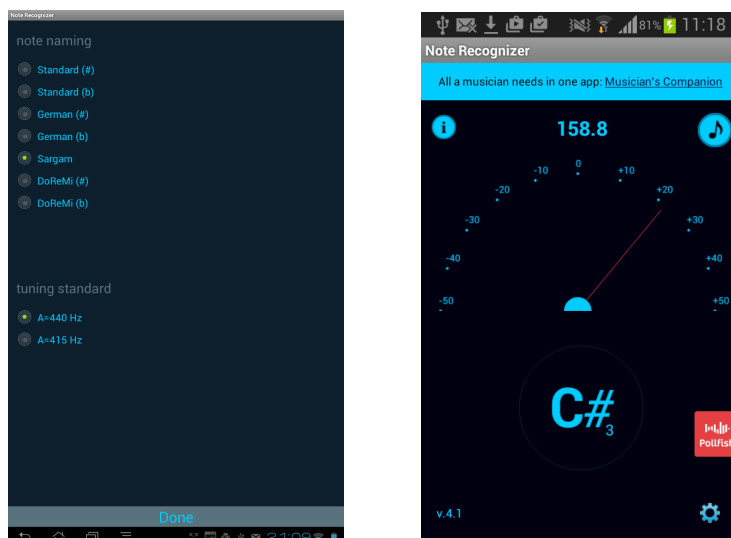 Note Recognizer
note naming
Standard (#)
Standard (b)
German (#)
German (b)
Sargam
DoReMi (#)
DoReMi (b)
tuning standard
A=440 Hz
A=415 Hz
Done
21:09
81% 11:18
Note Recognizer
All a musician needs in one app: Musician's Companion
i
158.8
0
-10 +10
-20 +20
-30 +30
-40 +40
-50 +50
C#
3
Pollfish
v.4.1